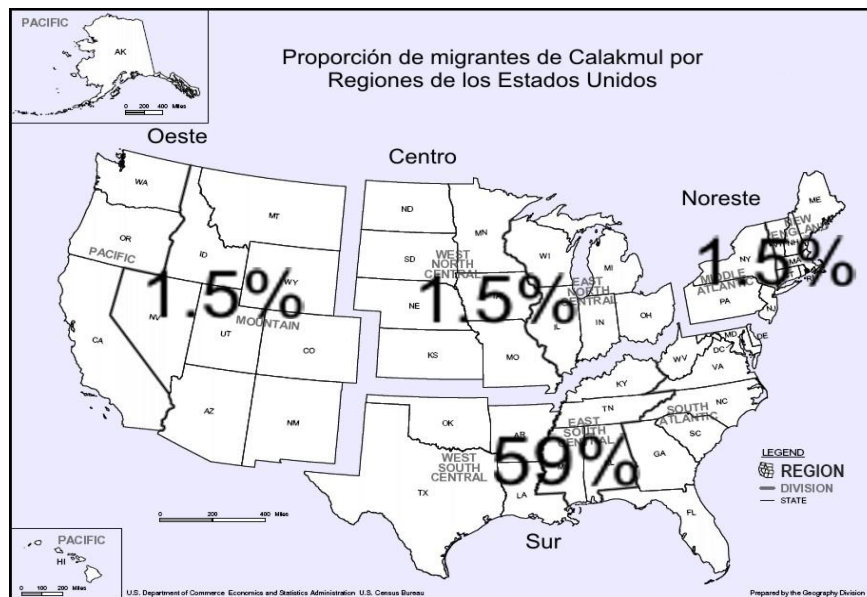 PACIFIC
AK
0 200 400 Miles
Proporción de migrantes de Calakmul por
Regiones de los Estados Unidos
Oeste
Centro
Noreste
WA
MT
ND
MN
ME
NEW
ENGLAND
NH
OR
ID
PACIFIC
WY
SD
WEST
NORTH
CENTRAL
WI
MI
NY
MA
1.5%
1.5%
1.5%
EAST
NORTH
CENTRAL
MIDDLE
ATLANTIC
PA
NJ
NV
UT
MOUNTAIN
NE
IL
IN
OH
CA
CO
KS
MO
WV
MD
DE
DC
VA
KY
AZ
NM
OK
AR
TN
NC
EAST
SOUTH
CENTRAL
SOUTH
ATLANTIC
SC
59%
WEST
SOUTH
CENTRAL
GA
TX
LA
FL
LEGEND
REGION
DIVISION
STATE
0 200 400 Miles
Sur
PACIFIC
HI
0 100 200 Miles
U.S. Department of Commerce Economics and Statistics Administration U.S. Census Bureau
Prepared by the Geography Division